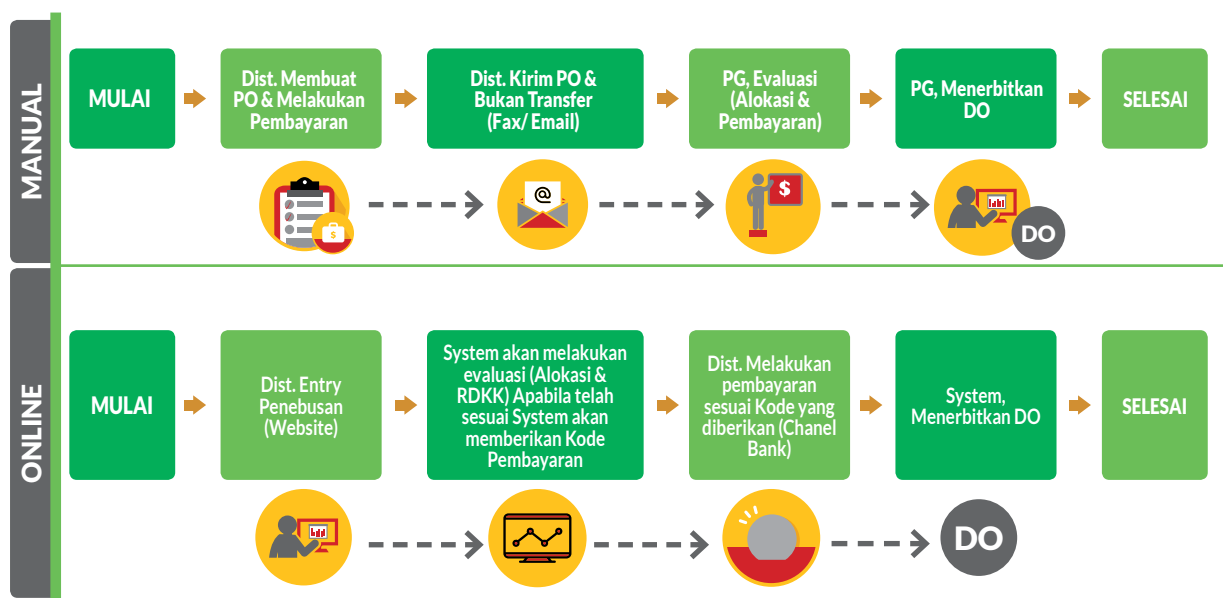 MANUAL
MULAI
Dist. Membuat
PO & Melakukan
Pembayaran
Dist. Kirim PO &
Bukan Transfer
(Fax/ Email)
PG, Evaluasi
(Alokasi &
Pembayaran)
PG, Menerbitkan
DO
SELESAI
@
$
$
DO
ONLINE
MULAI
Dist. Entry
Penebusan
(Website)
System akan melakukan
evaluasi (Alokasi &
RDKK) Apabila telah
sesuai System akan
memberikan Kode
Pembayaran
Dist. Melakukan
pembayaran
sesuai Kode yang
diberikan (Chanel
Bank)
System,
Menerbitkan DO
SELESAI
DO